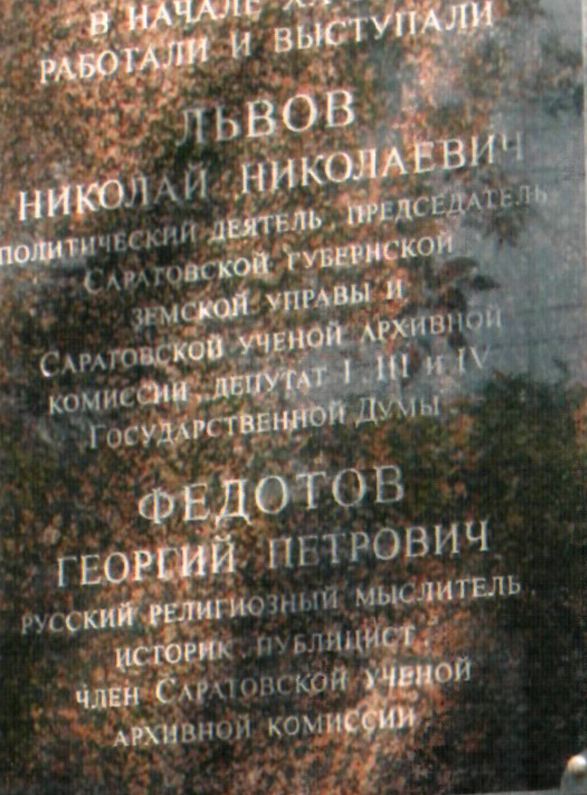 В НАЧАЛЕ
РАБОТАЛИ И ВЫСТУПАЛИ
ЛЬВОВ
НИКОЛАЙ НИКОЛАЕВИЧ
ПОЛИТИЧЕСКИЙ ДЕЯТЕЛЬ, ПРЕДСЕДАТЕЛЬ
САРАТОВСКОЙ ГУБЕРНСКОЙ
ЗЕМСКОЙ УПРАВЫ И
САРАТОВСКОЙ УЧЕНОЙ АРХИВНОЙ
КОМИССИИ, ДЕПУТАТ I, III И IV
ГОСУДАРСТВЕННОЙ ДУМЫ
ФЕДОТОВ
ГЕОРГИЙ ПЕТРОВИЧ
РУССКИЙ РЕЛИГИОЗНЫЙ МЫСЛИТЕЛЬ,
ИСТОРИК, ПУБЛИЦИСТ,
ЧЛЕН САРАТОВСКОЙ УЧЕНОЙ
АРХИВНОЙ КОМИССИИ